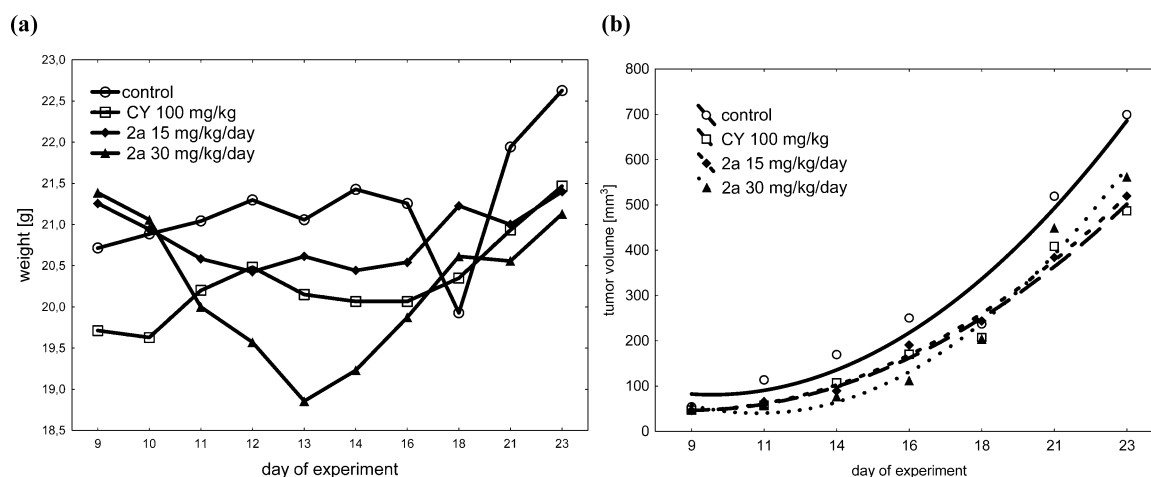 (a)
23,0
22,5
22,0
21,5
21,0
20,5
20,0
19,5
19,0
18,5
weight [g]
control
CY 100 mg/kg
2a 15 mg/kg/day
2a 30 mg/kg/day
9 10 11 12 13 14 16 18 21 23
day of experiment
(b)
800
700
600
500
400
300
200
100
0
tumor volume [mm³]
control
CY 100 mg/kg
2a 15 mg/kg/day
2a 30 mg/kg/day
9 11 14 16 18 21 23
day of experiment